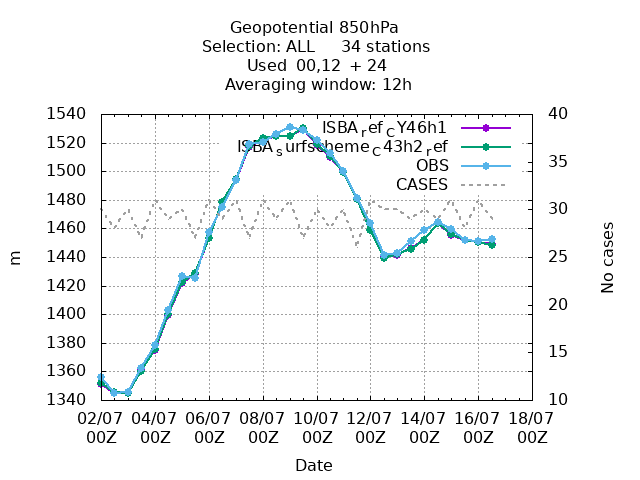 Geopotential 850hPa
Selection: ALL 34 stations
Used 00,12 + 24
Averaging window: 12h
1540 40
ISBA_ref_CY46h1
1520
ISBA_surfscheme_C43h2_ref
35
OBS
1500
CASES
1480
30
1460
1440
25
m
No cases
1420
20
1400
1380
15
1360
1340 10
02/07 04/07 06/07 08/07 10/07 12/07 14/07 16/07 18/07
00Z 00Z 00Z 00Z 00Z 00Z 00Z 00Z 00Z
Date